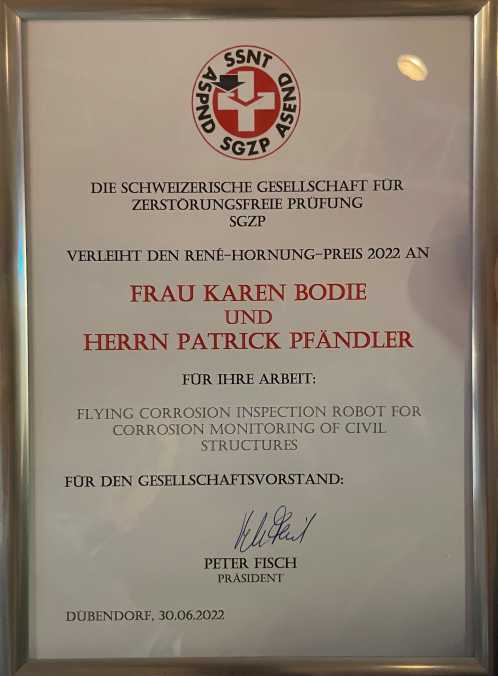 SSNT
ASPND
ASEND
SGZP
DIE SCHWEIZERISCHE GESELLSCHAFT FÜR
ZERSTÖRUNGSFREIE PRÜFUNG
SGZP
VERLEIHT DEN RENÉ-HORNUNG-PREIS 2022 AN
FRAU KAREN BODIE
UND
HERRN PATRICK PFÄNDLER
FÜR IHRE ARBEIT:
FLYING CORROSION INSPECTION ROBOT FOR
CORROSION MONITORING OF CIVIL
STRUCTURES
FÜR DEN GESELLSCHAFTSVORSTAND:
PETER FISCH
PRÄSIDENT
DÜBENDORF, 30.06.2022